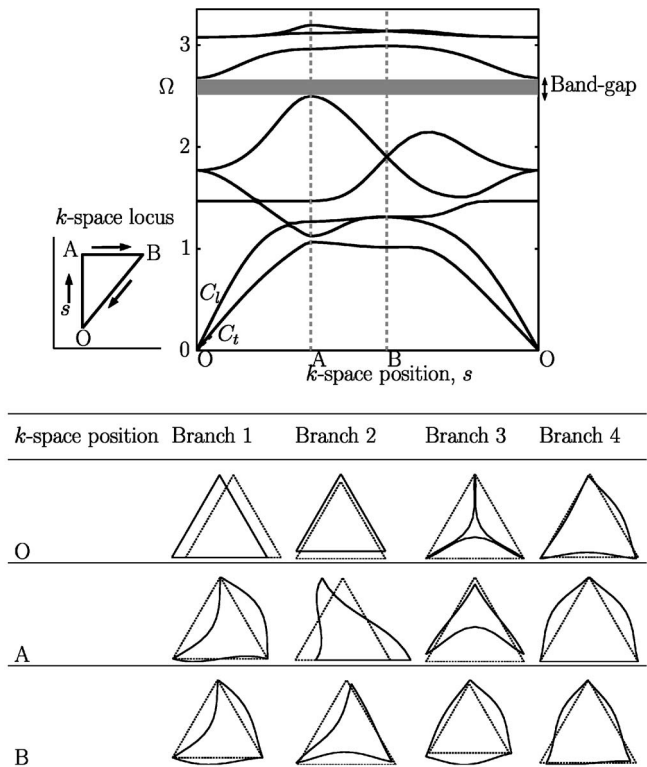 3
Ω
Band-gap
2
k-space locus
A
B
s
O
1
C_l
C_t
0
O
A
B
O
k-space position, s
k-space position Branch 1 Branch 2 Branch 3 Branch 4
O
A
B